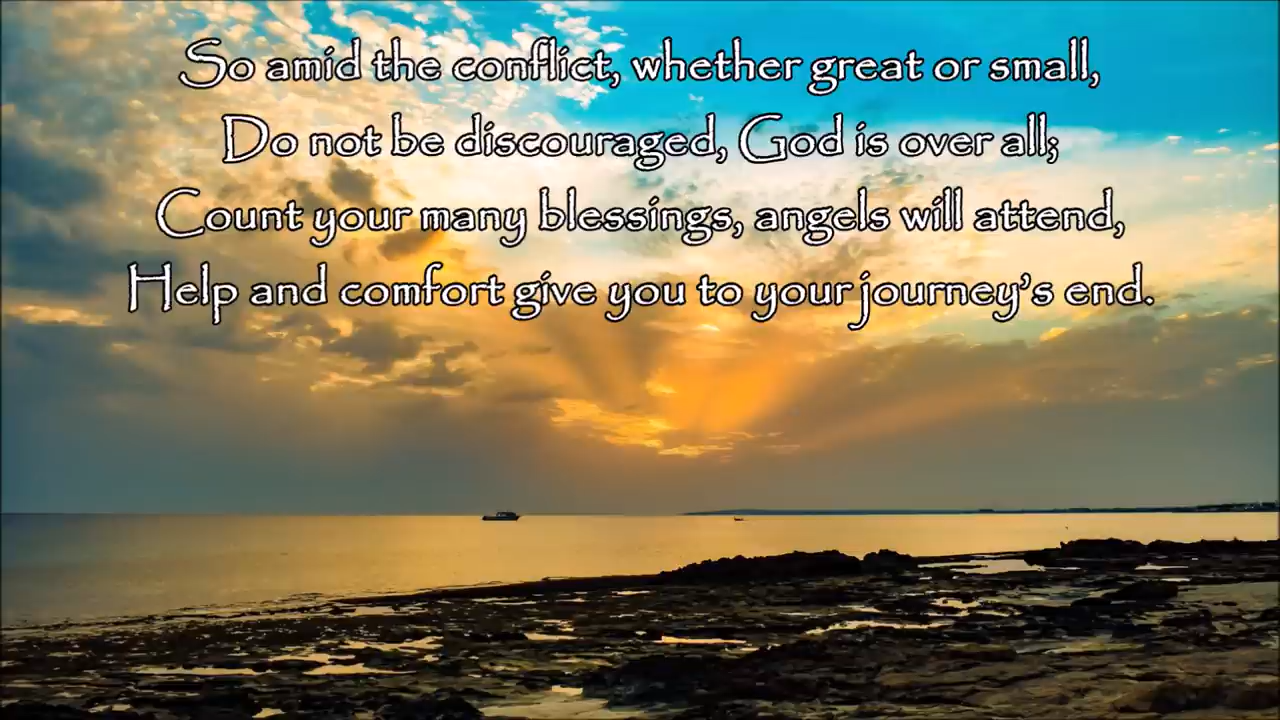 So amid the conflict, whether great or small,
Do not be discouraged, God is over all;
Count your many blessings, angels will attend,
Help and comfort give you to your journey’s end.